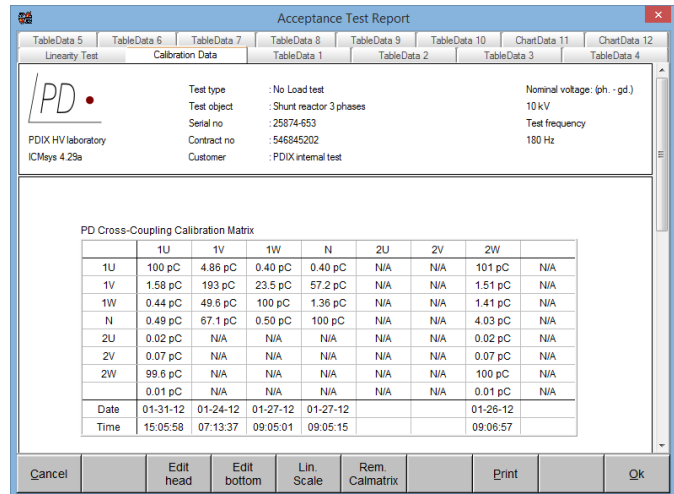 Acceptance Test Report
TableData 5 TableData 6 TableData 7 TableData 8 TableData 9 TableData 10 ChartData 11 ChartData 12
Linearity Test Calibration Data TableData 1 TableData 2 TableData 3 TableData 4
PD
Test type : No Load test Nominal voltage: (ph. - gd.)
Test object : Shunt reactor 3 phases 10 kV
Serial no : 25874-653 Test frequency
PDIX HV laboratory Contract no : 546845202 180 Hz
ICMsys 4.29a Customer : PDIX internal test
PD Cross-Coupling Calibration Matrix
1U 1V 1W N 2U 2V 2W
1U 100 pC 4.86 pC 0.40 pC 0.40 pC N/A N/A 101 pC N/A
1V 1.58 pC 193 pC 23.5 pC 57.2 pC N/A N/A 1.51 pC N/A
1W 0.44 pC 49.6 pC 100 pC 1.36 pC N/A N/A 1.41 pC N/A
N 0.49 pC 67.1 pC 0.50 pC 100 pC N/A N/A 4.03 pC N/A
2U 0.02 pC N/A N/A N/A N/A N/A 0.02 pC N/A
2V 0.07 pC N/A N/A N/A N/A N/A 0.07 pC N/A
2W 99.6 pC N/A N/A N/A N/A N/A 100 pC N/A
0.01 pC N/A N/A N/A N/A N/A 0.01 pC N/A
Date 01-31-12 01-24-12 01-27-12 01-27-12 01-26-12
Time 15:05:58 07:13:37 09:05:01 09:05:15 09:06:57
Cancel Edit head Edit bottom Lin. Scale Rem. Calmatrix Print Ok